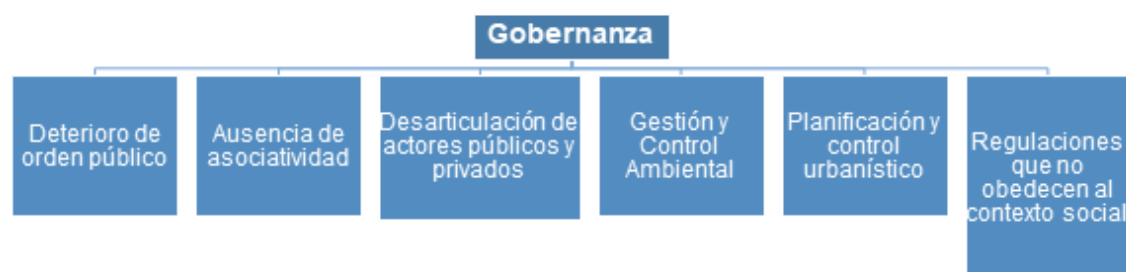 Gobernanza
Deterioro de
orden público
Ausencia de
asociatividad
Desarticulación de
actores públicos y
privados
Gestión y
Control
Ambiental
Planificación y
control
urbanístico
Regulaciones
que no
obedecen al
contexto social